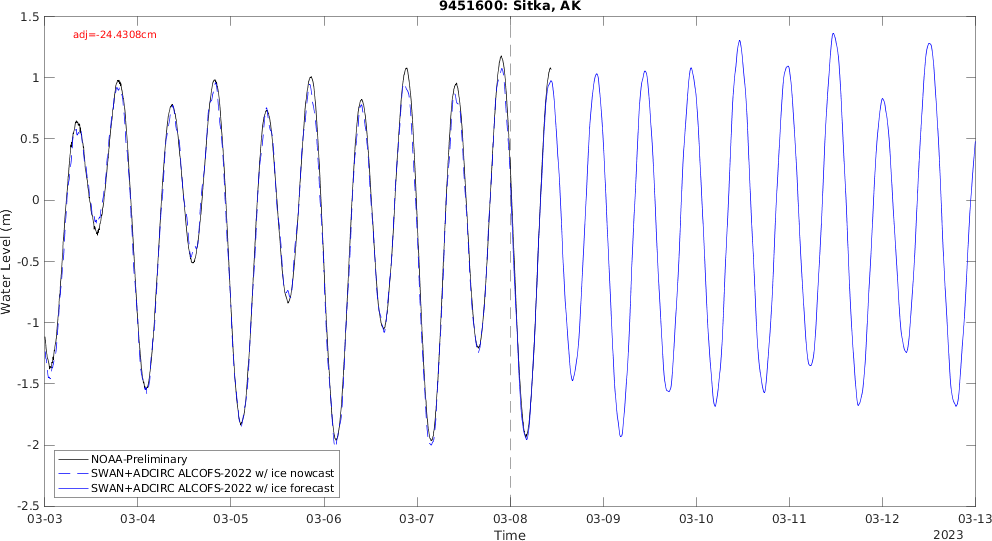 9451600: Sitka, AK
adj=-24.4308cm
1.5
1
0.5
0
-0.5
-1
-1.5
-2
-2.5
Water Level (m)
NOAA-Preliminary
SWAN+ADCIRC ALCOFS-2022 w/ ice nowcast
SWAN+ADCIRC ALCOFS-2022 w/ ice forecast
03-03 03-04 03-05 03-06 03-07 03-08 03-09 03-10 03-11 03-12 03-13
Time
2023